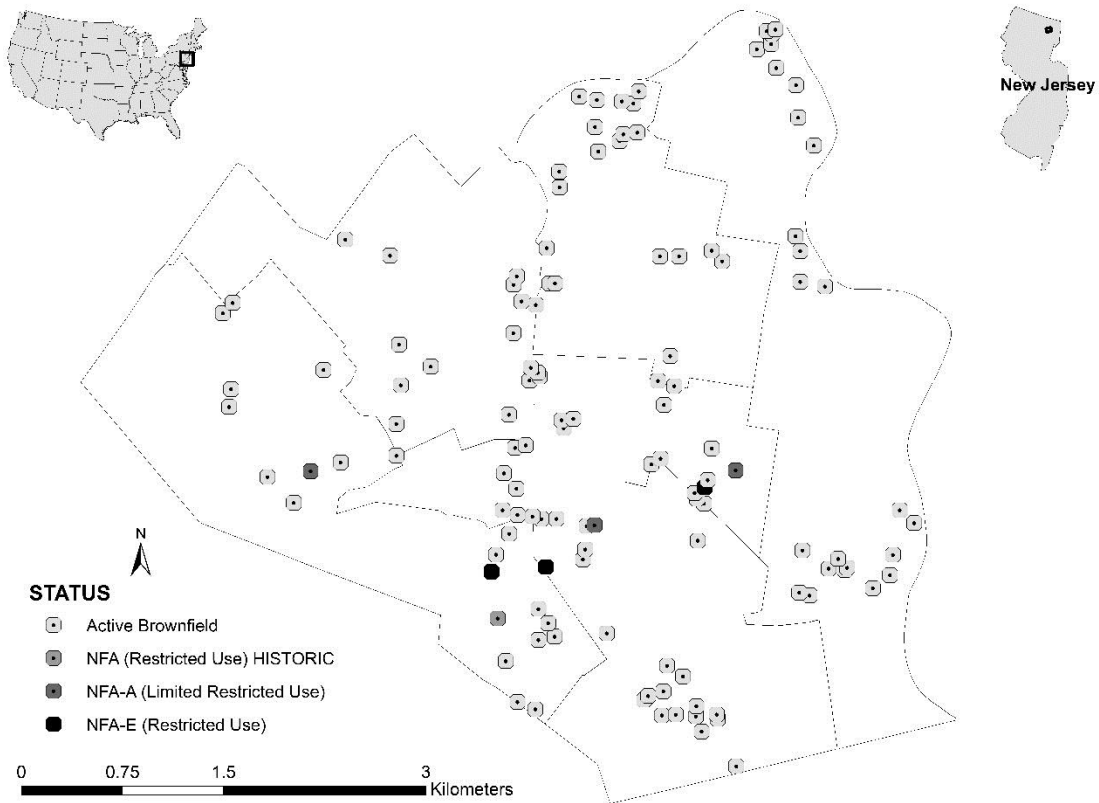 New Jersey
N
STATUS
Active Brownfield
NFA (Restricted Use) HISTORIC
NFA-A (Limited Restricted Use)
NFA-E (Restricted Use)
0 0.75 1.5 3
Kilometers